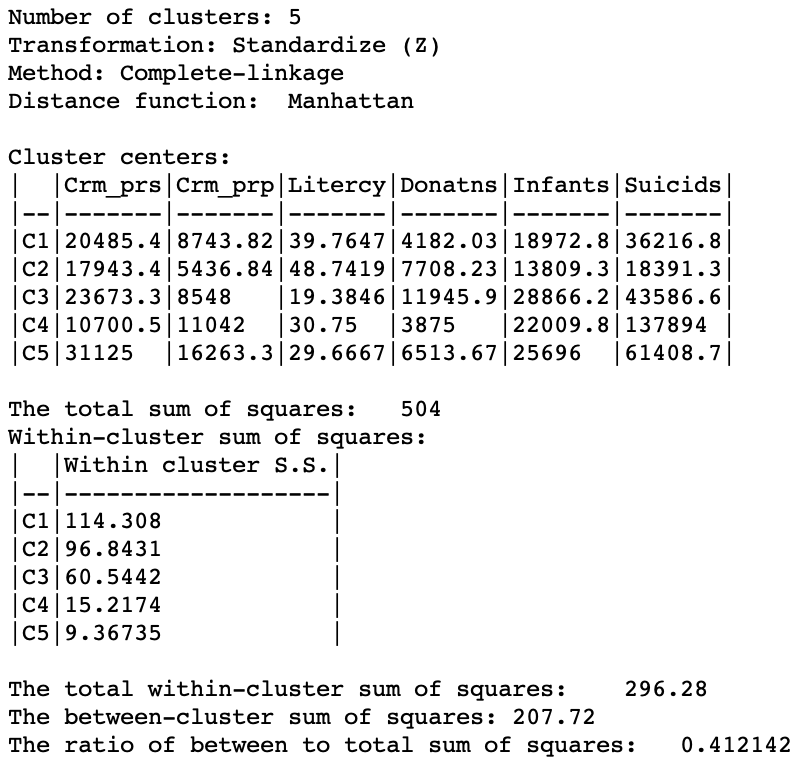 Number of clusters: 5
Transformation: Standardize (Z)
Method: Complete-linkage
Distance function:  Manhattan
Cluster centers:
|  |Crm_prs|Crm_prp|Litercy|Donatns|Infants|Suicids|
|--|-------|-------|-------|-------|-------|-------|
|C1|20485.4|8743.82|39.7647|4182.03|18972.8|36216.8|
|C2|17943.4|5436.84|48.7419|7708.23|13809.3|18391.3|
|C3|23673.3|8548   |19.3846|11945.9|28866.2|43586.6|
|C4|10700.5|11042  |30.75  |3875   |22009.8|137894 |
|C5|31125  |16263.3|29.6667|6513.67|25696  |61408.7|
The total sum of squares:   504
Within-cluster sum of squares:
|  |Within cluster S.S.|
|--|-------------------|
|C1|114.308            |
|C2|96.8431            |
|C3|60.5442            |
|C4|15.2174            |
|C5|9.36735            |
The total within-cluster sum of squares:    296.28
The between-cluster sum of squares: 207.72
The ratio of between to total sum of squares:   0.412142